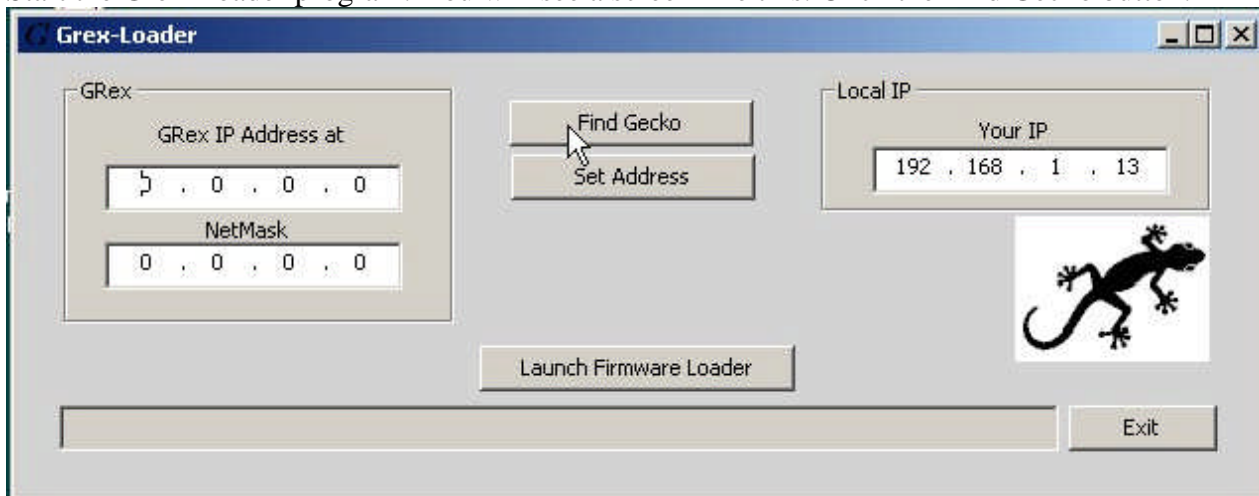 Grex-Loader
GRex
GRex IP Address at
0 . 0 . 0
NetMask
0 . 0 . 0 . 0
Find Gecko
Set Address
Local IP
Your IP
192 . 168 . 1 . 13
Launch Firmware Loader
Exit